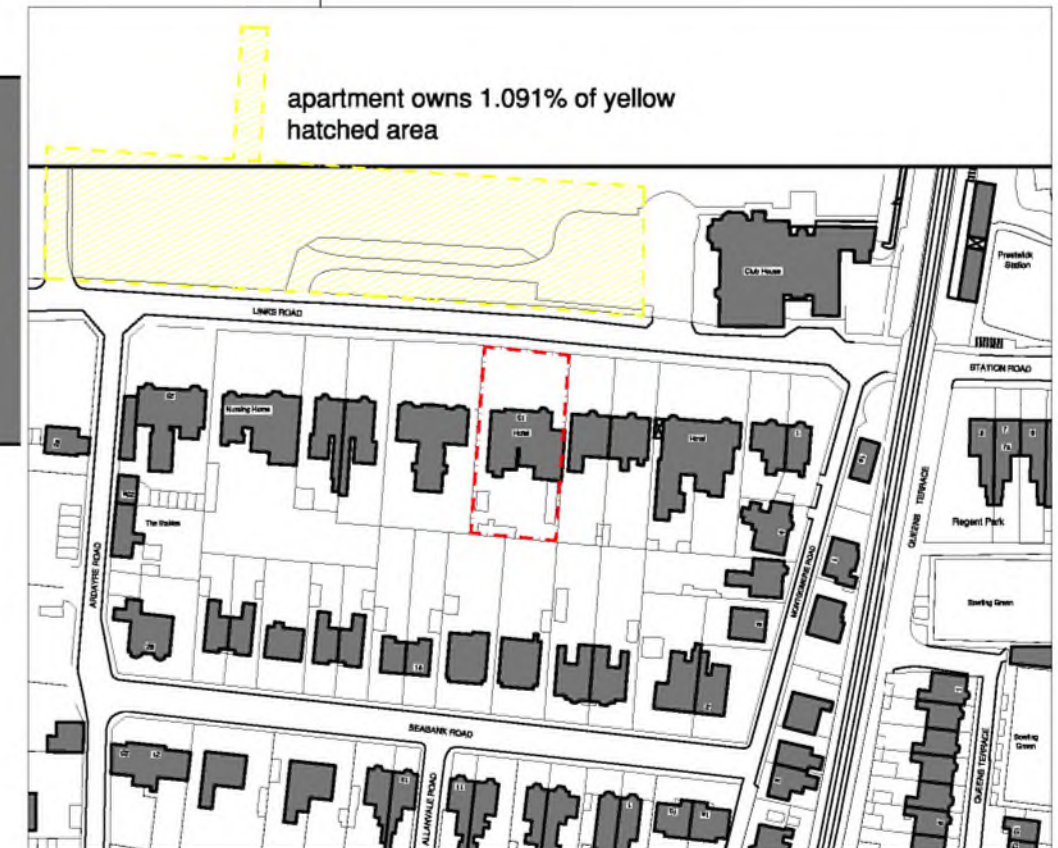 apartment owns 1.091% of yellow
hatched area
Club House
Prestwick
Station
LINKS ROAD
STATION ROAD
Nursing Home
Hotel
Hotel
The Stables
ARDAYRE ROAD
QUEENS TERRACE
Regent Park
MONTGOMERIE ROAD
Bowling Green
SEABANK ROAD
ALLANVALE ROAD
QUEENS TERRACE
Bowling
Green